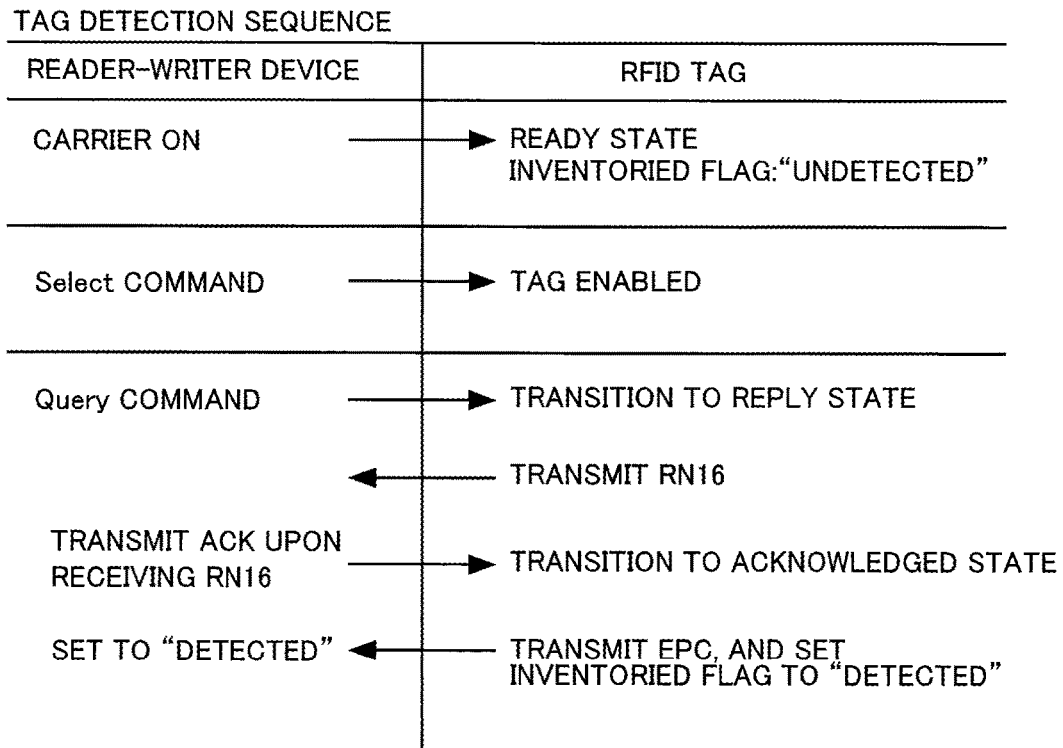 TAG DETECTION SEQUENCE
READER-WRITER DEVICE
RFID TAG
CARRIER ON
READY STATE
INVENTORIED FLAG:“UNDETECTED”
Select COMMAND
TAG ENABLED
Query COMMAND
TRANSITION TO REPLY STATE
TRANSMIT RN16
TRANSMIT ACK UPON
RECEIVING RN16
TRANSITION TO ACKNOWLEDGED STATE
SET TO “DETECTED”
TRANSMIT EPC, AND SET
INVENTORIED FLAG TO “DETECTED”